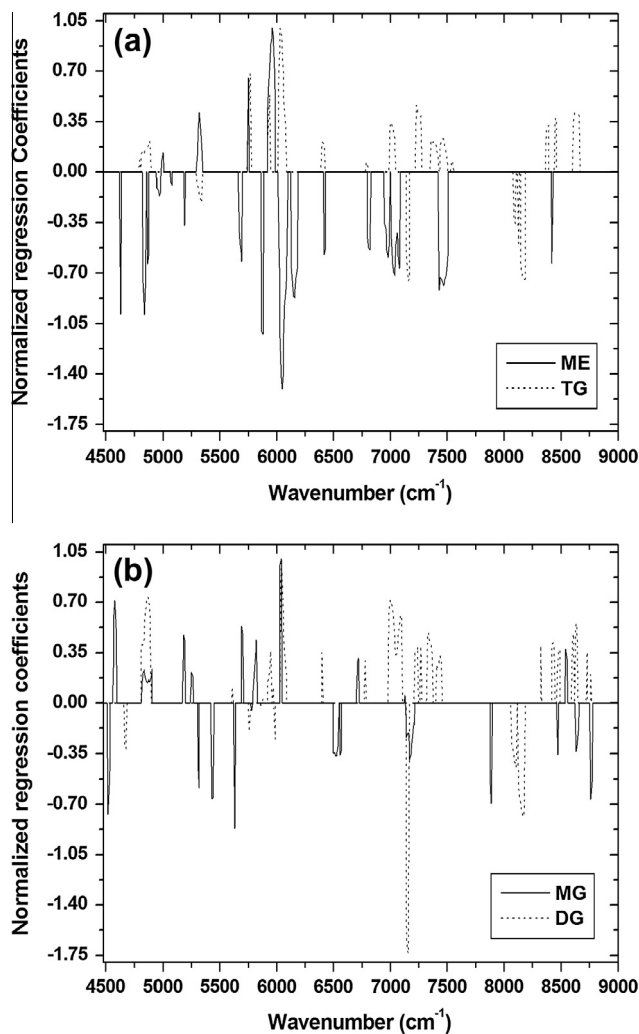 (a)
Normalized regression Coefficients
1.05
0.70
0.35
0.00
-0.35
-0.70
-1.05
-1.40
-1.75
ME
TG
4500 5000 5500 6000 6500 7000 7500 8000 8500 9000
Wavenumber (cm⁻¹)
(b)
Normalized regression coefficients
1.05
0.70
0.35
0.00
-0.35
-0.70
-1.05
-1.40
-1.75
MG
DG
4500 5000 5500 6000 6500 7000 7500 8000 8500 9000
Wavenumber (cm⁻¹)